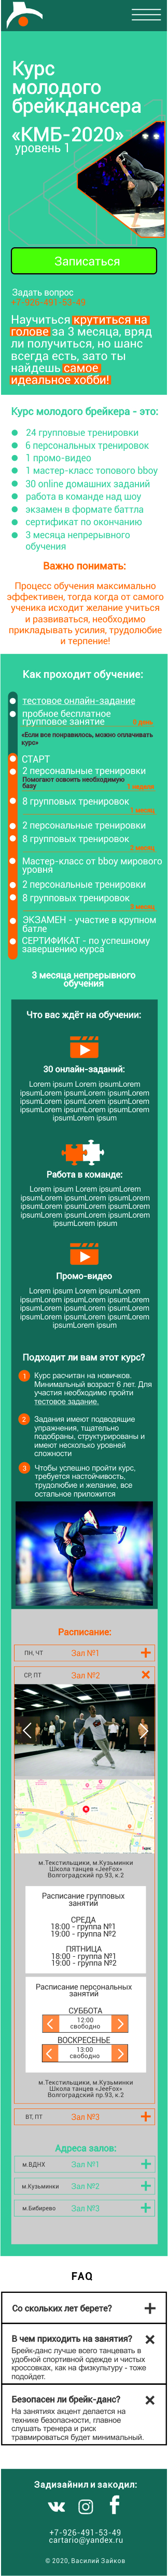 Курс
молодого
брейкдансера
«КМБ-2020»
уровень 1
Записаться
Задать вопрос
+7-926-491-53-49
Научиться крутиться на
голове за 3 месяца, вряд
ли получиться, но шанс
всегда есть, зато ты
найдешь самое
идеальное хобби!
Курс молодого брейкера - это:
24 групповые тренировки
6 персональных тренировок
1 промо-видео
1 мастер-класс топового bboy
30 online домашних заданий
работа в команде над шоу
экзамен в формате баттла
сертификат по окончанию
3 месяца непрерывного
обучения
Важно понимать:
Процесс обучения максимально
эффективен, тогда когда от самого
ученика исходит желание учиться
и развиваться, необходимо
прикладывать усилия, трудолюбие
и терпение!
Как проходит обучение:
тестовое онлайн-задание
пробное бесплатное
групповое занятие
«Если все понравилось, можно оплачивать
курс»
СТАРТ
2 персональные тренировки
Помогают освоить необходимую
базу
8 групповых тренировок
2 персональные тренировки
8 групповых тренировок
Мастер-класс от bboy мирового
уровня
2 персональные тренировки
8 групповых тренировок
ЭКЗАМЕН - участие в крупном
батле
СЕРТИФИКАТ - по успешному
завершению курса
3 месяца непрерывного
обучения
Что вас ждёт на обучении:
30 онлайн-заданий:
Lorem ipsum Lorem ipsumLorem
ipsumLorem ipsumLorem ipsumLorem
ipsumLorem ipsumLorem ipsumLorem
ipsumLorem ipsumLorem ipsumLorem
ipsumLorem ipsum
Работа в команде:
Lorem ipsum Lorem ipsumLorem
ipsumLorem ipsumLorem ipsumLorem
ipsumLorem ipsumLorem ipsumLorem
ipsumLorem ipsumLorem ipsumLorem
ipsumLorem ipsum
Промо-видео
Lorem ipsum Lorem ipsumLorem
ipsumLorem ipsumLorem ipsumLorem
ipsumLorem ipsumLorem ipsumLorem
ipsumLorem ipsumLorem ipsumLorem
ipsumLorem ipsum
Подходит ли вам этот курс?
1 Курс расчитан на новичков.
Минимальный возраст 6 лет. Для
участия необходимо пройти
тестовое задание.
2 Задания имеют подводящие
упражнения, тщательно
подобраны, структурированы и
имеют несколько уровней
сложности
3 Чтобы успешно пройти курс,
требуется настойчивость,
трудолюбие и желание, все
остальное приложится
Расписание:
ПН, ЧТ Зал №1
СР, ПТ Зал №2
м.Текстильщики, м.Кузьминки
Школа танцев «JeeFox»
Волгоградский пр.93, к.2
Расписание групповых
занятий
СРЕДА
18:00 - группа №1
19:00 - группа №2
ПЯТНИЦА
18:00 - группа №1
19:00 - группа №2
Расписание персональных
занятий
СУББОТА
12:00
свободно
ВОСКРЕСЕНЬЕ
13:00
свободно
м.Текстильщики, м.Кузьминки
Школа танцев «JeeFox»
Волгоградский пр.93, к.2
ВТ, ПТ Зал №3
Адреса залов:
м.ВДНХ Зал №1
м.Кузьминки Зал №2
м.Бибирево Зал №3
FAQ
Со скольких лет берете?
В чем приходить на занятия?
Брейк-данс лучше всего танцевать в
удобной спортивной одежде и чистых
кроссовках, как на физкультуру - тоже
подойдет.
Безопасен ли брейк-данс?
На занятиях акцент делается на
технике безопасности, главное
слушать тренера и риск
травмироваться будет минимальный.
Задизайнил и закодил:
+7-926-491-53-49
cartario@yandex.ru
© 2020, Василий Зайков